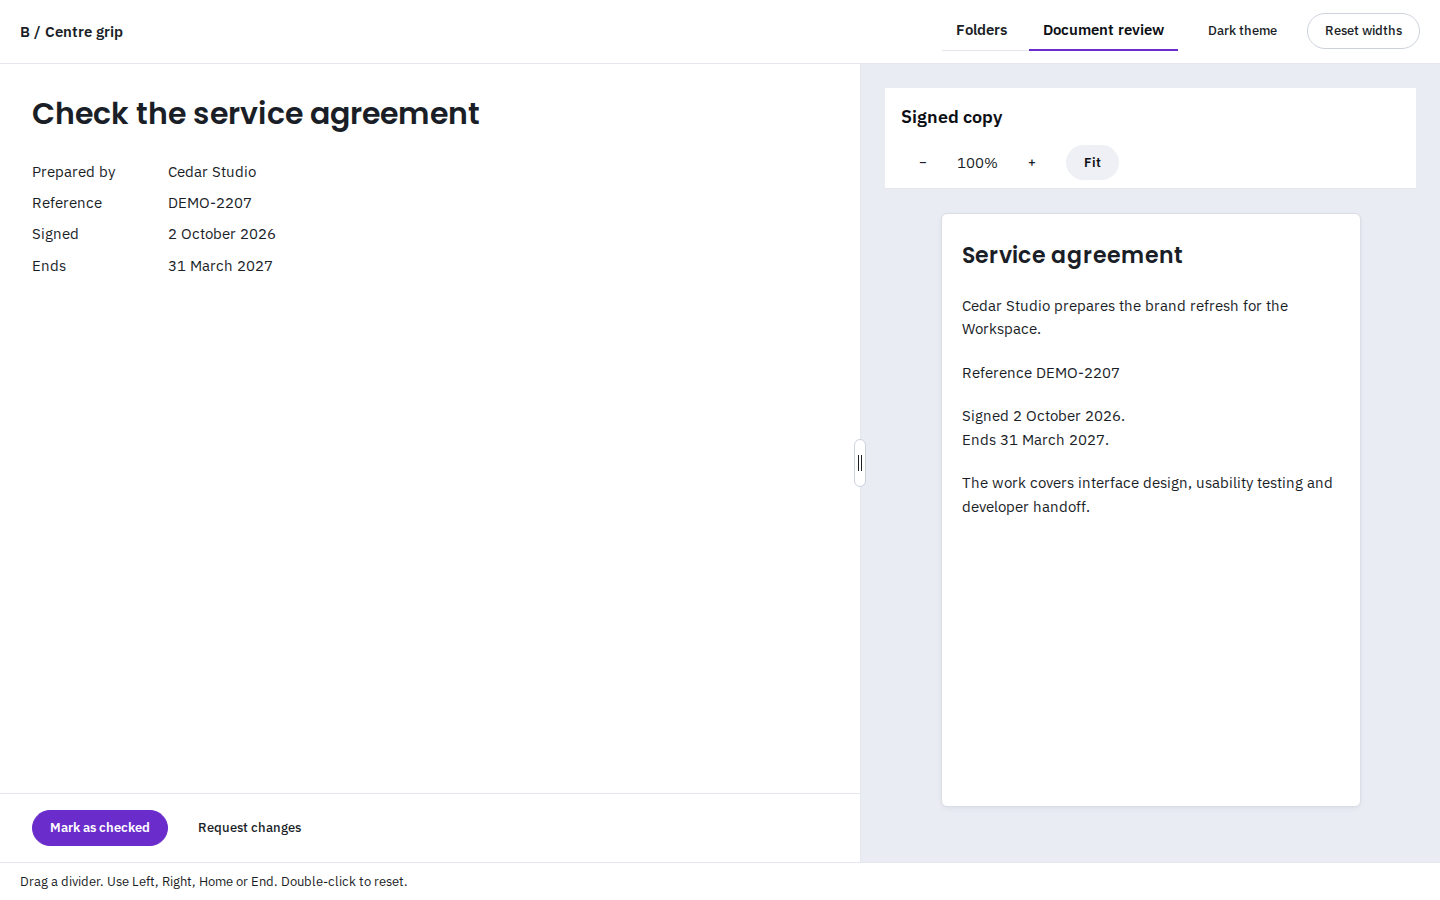 B / Centre grip
Folders
Document review
Dark theme
Reset widths
Check the service agreement
Prepared by Cedar Studio
Reference DEMO-2207
Signed 2 October 2026
Ends 31 March 2027
Mark as checked
Request changes
Signed copy
− 100% + Fit
Service agreement
Cedar Studio prepares the brand refresh for the
Workspace.
Reference DEMO-2207
Signed 2 October 2026.
Ends 31 March 2027.
The work covers interface design, usability testing and
developer handoff.
Drag a divider. Use Left, Right, Home or End. Double-click to reset.